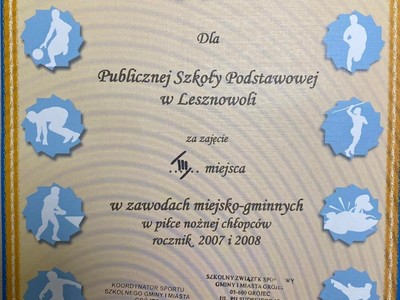 Dla
Publicznej Szkoły Podstawowej
w Lesznowoli
za zajęcie
..III.. miejsca
w zawodach miejsko-gminnych
w piłce nożnej chłopców
rocznik 2007 i 2008
KOORDYNATOR SPORTU
SZKOLNEGO GMINY I MIASTA
SZKOLNY ZWIĄZEK SPORTOWY
GMINY I MIASTA GRÓJEC
05-600 GRÓJEC